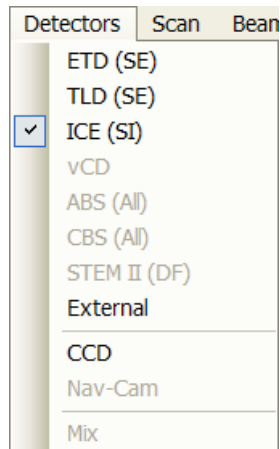 Detectors Scan Bean
ETD (SE)
TLD (SE)
ICE (SI)
vCD
ABS (All)
CBS (All)
STEM II (DF)
External
CCD
Nav-Cam
Mix